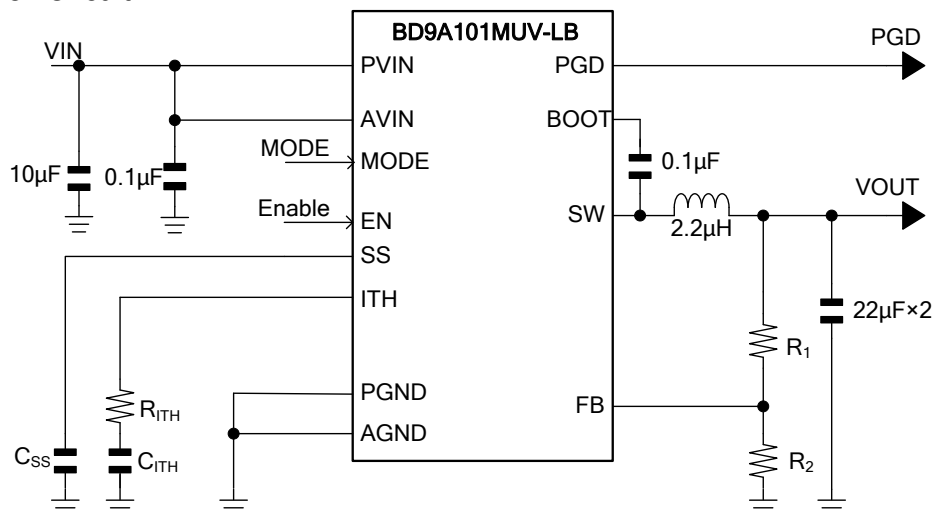 BD9A101MUV-LB
VIN
PVIN
PGD
PGD
AVIN
BOOT
MODE
MODE
10µF
0.1µF
0.1µF
VOUT
Enable
EN
SW
2.2µH
SS
ITH
22µF×2
R1
PGND
FB
RITH
AGND
CSS
CITH
R2